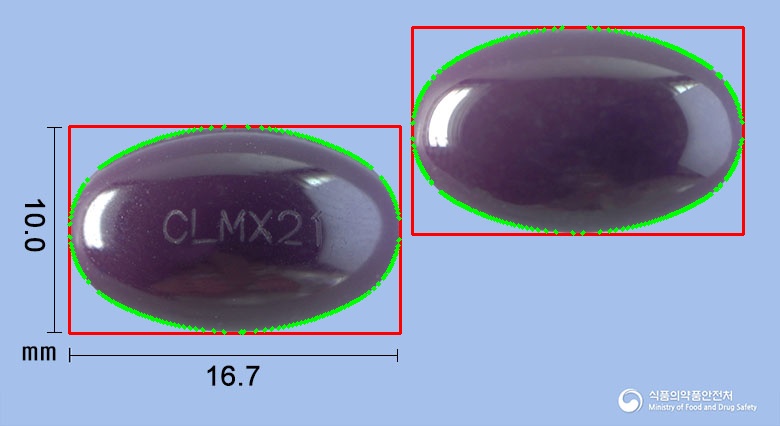 CLMX21
10.0
mm
16.7
식품의약품안전처
Ministry of Food and Drug Safety